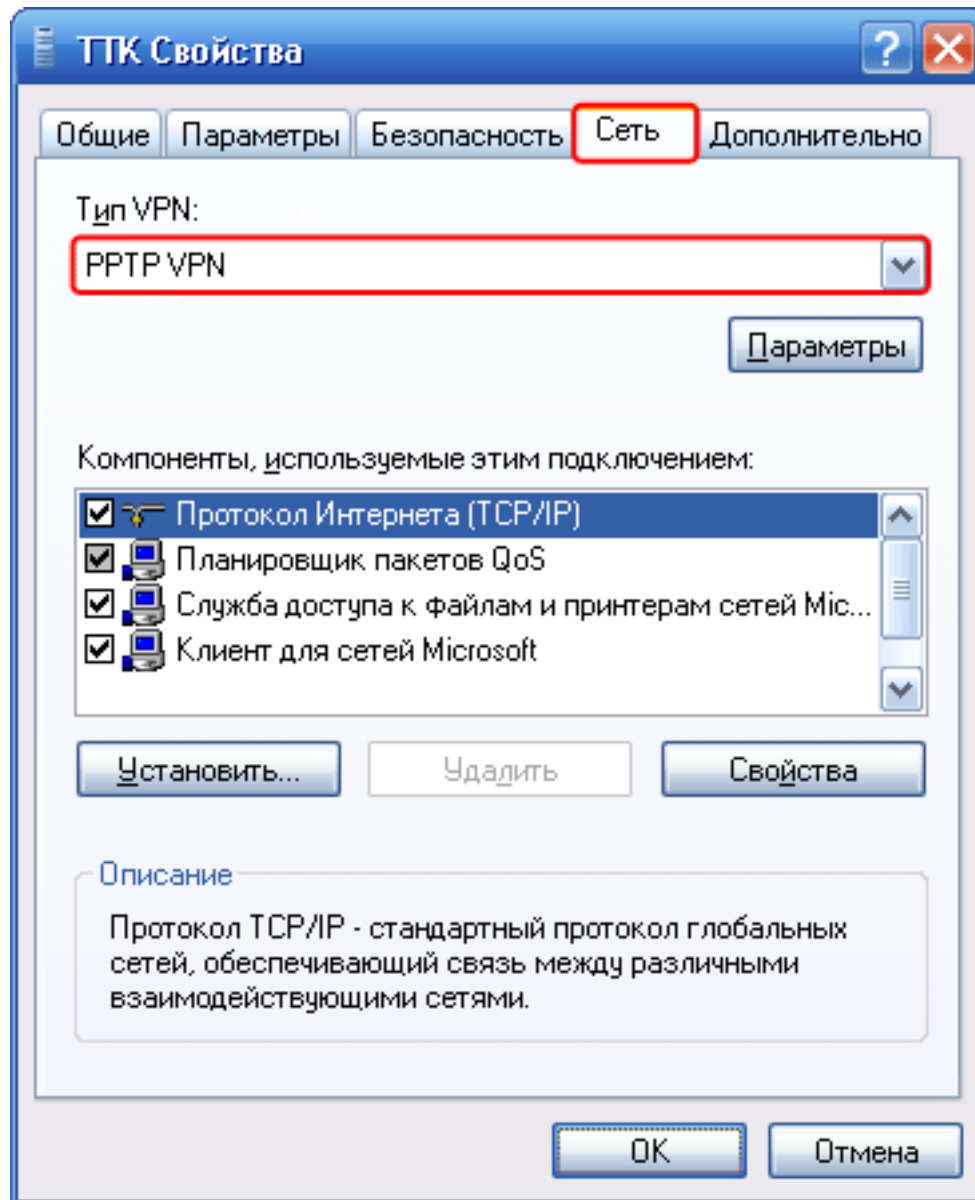 ТТК Свойства
Общие Параметры Безопасность Сеть Дополнительно
Тип VPN:
PPTP VPN
Параметры
Компоненты, используемые этим подключением:
Протокол Интернета (TCP/IP)
Планировщик пакетов QoS
Служба доступа к файлам и принтерам сетей Mic...
Клиент для сетей Microsoft
Установить... Удалить Свойства
Описание
Протокол TCP/IP - стандартный протокол глобальных
сетей, обеспечивающий связь между различными
взаимодействующими сетями.
OK Отмена